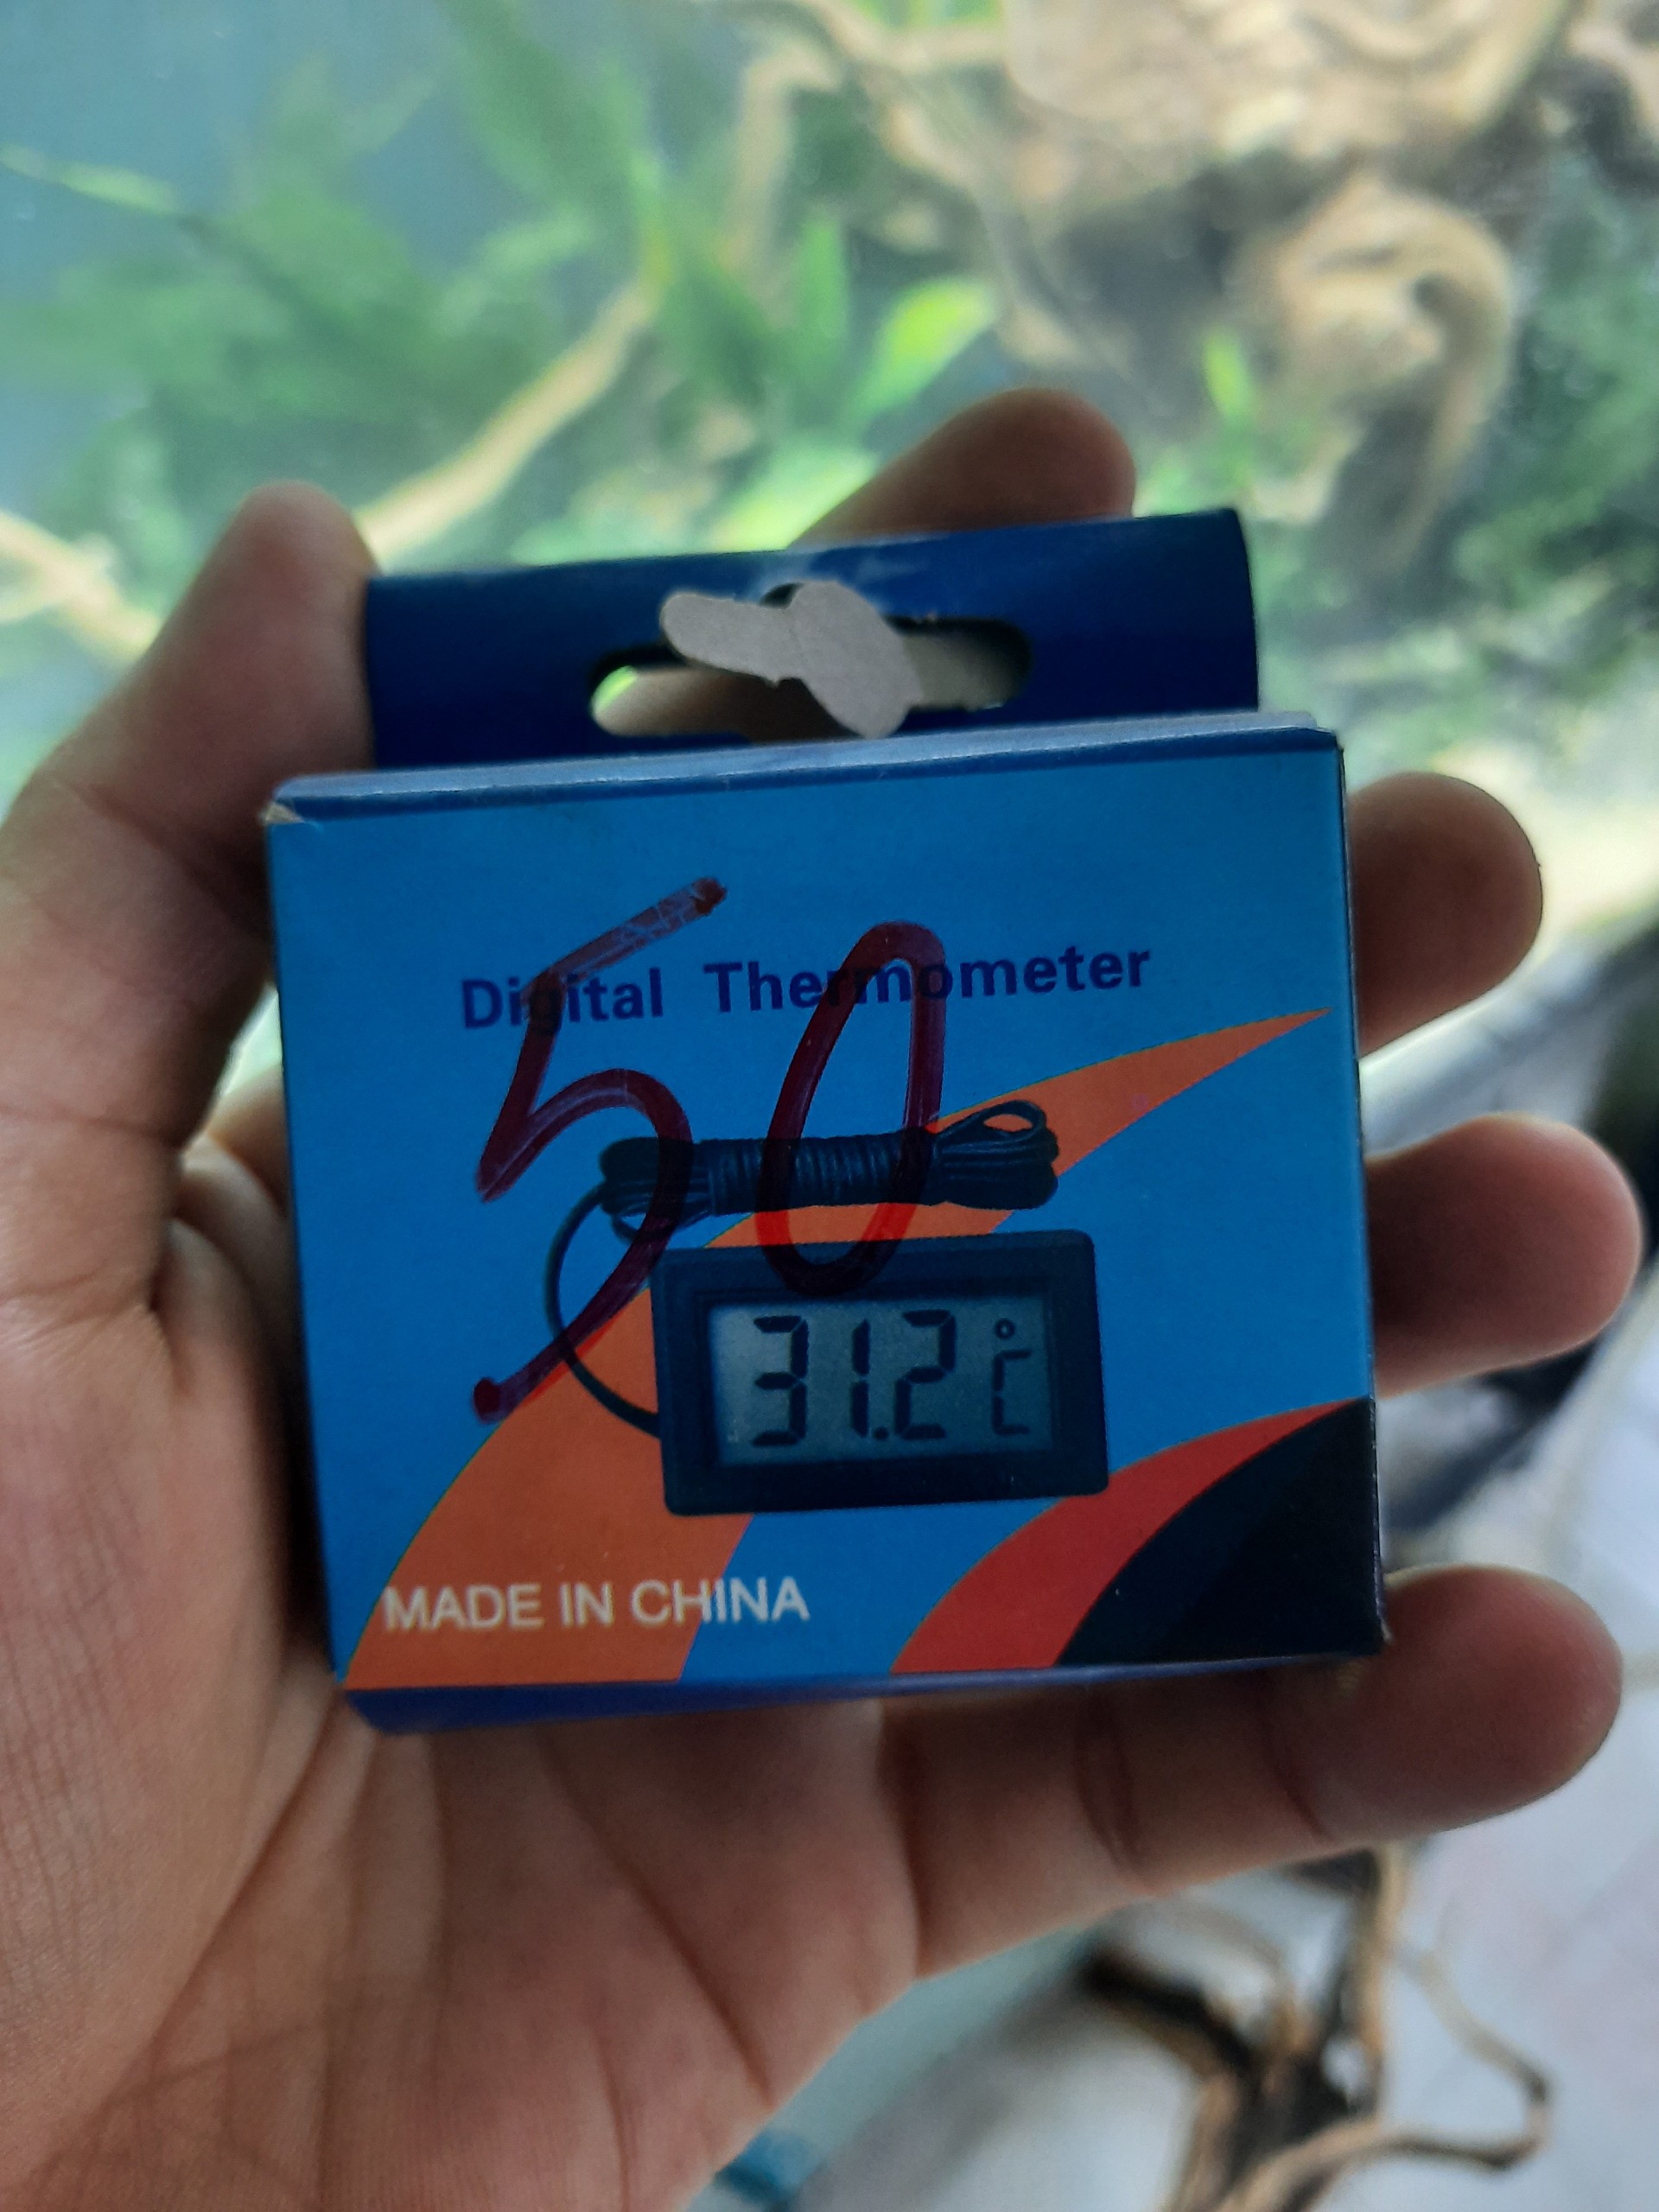 50
Digital Thermometer
31.2 °C
MADE IN CHINA